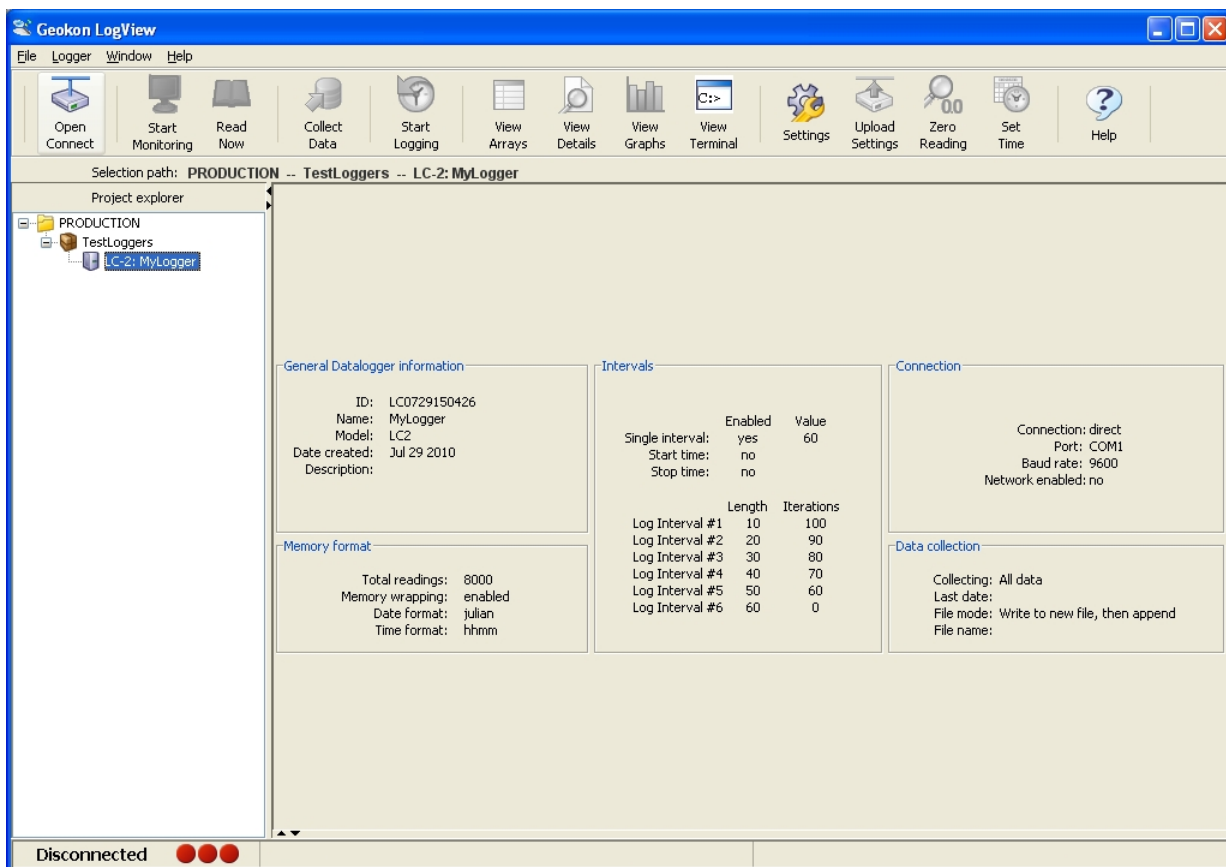 Geokon LogView
File Logger Window Help
Open Connect
Start Monitoring
Read Now
Collect Data
Start Logging
View Arrays
View Details
View Graphs
C:>
View Terminal
Settings
Upload Settings
0.0
Zero Reading
Set Time
?
Help
Selection path: PRODUCTION -- TestLoggers -- LC-2: MyLogger
Project explorer
PRODUCTION
TestLoggers
LC-2: MyLogger
General Datalogger information
ID: LC0729150426
Name: MyLogger
Model: LC2
Date created: Jul 29 2010
Description:
Memory format
Total readings: 8000
Memory wrapping: enabled
Date format: julian
Time format: hhmm
Intervals
Enabled Value
Single interval: yes 60
Start time: no
Stop time: no
Length Iterations
Log Interval #1 10 100
Log Interval #2 20 90
Log Interval #3 30 80
Log Interval #4 40 70
Log Interval #5 50 60
Log Interval #6 60 0
Connection
Connection: direct
Port: COM1
Baud rate: 9600
Network enabled: no
Data collection
Collecting: All data
Last date:
File mode: Write to new file, then append
File name:
Disconnected